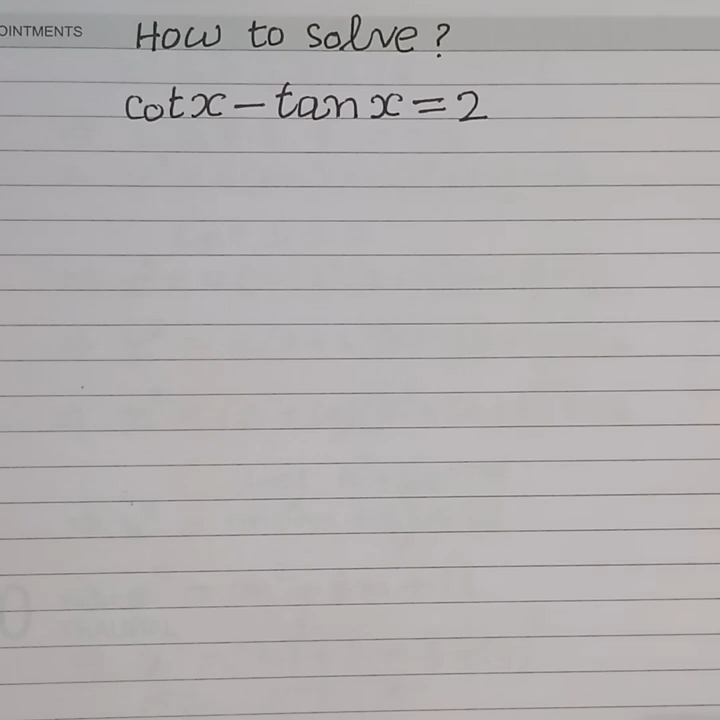 OINTMENTS
How to solve?
cotx - tanx = 2